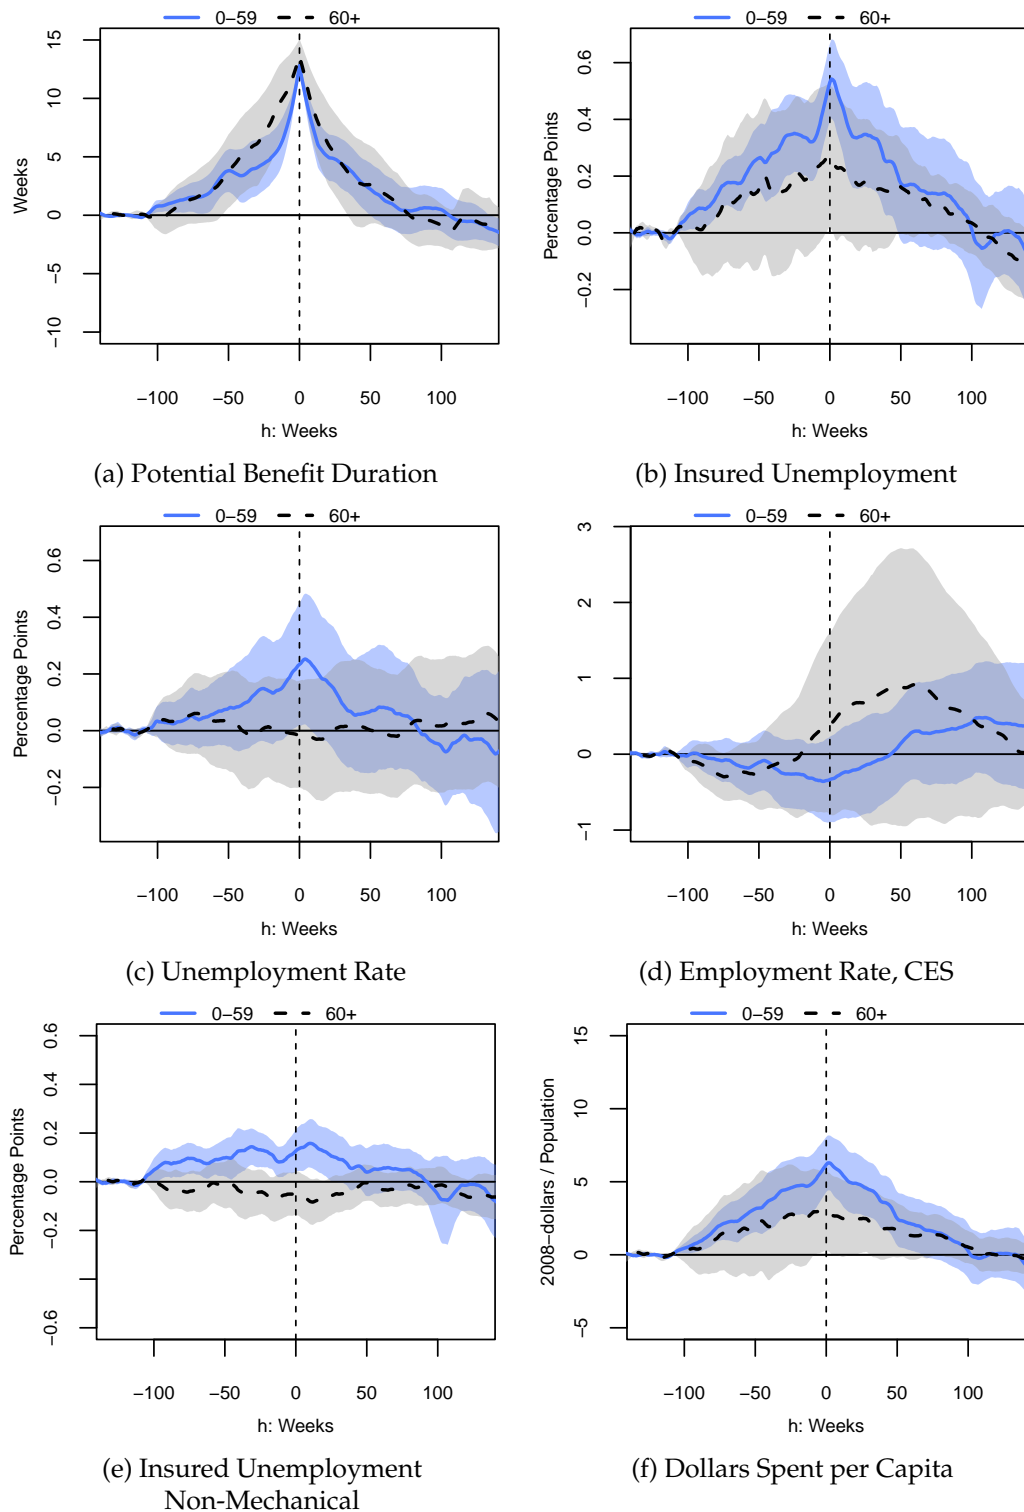 0−59 60+
Weeks
15
10
5
0
−5
−10
−100 −50 0 50 100
h: Weeks
(a) Potential Benefit Duration
0−59 60+
Percentage Points
0.6
0.4
0.2
0.0
−0.2
−100 −50 0 50 100
h: Weeks
(b) Insured Unemployment
0−59 60+
Percentage Points
0.6
0.4
0.2
0.0
−0.2
−100 −50 0 50 100
h: Weeks
(c) Unemployment Rate
0−59 60+
3
2
1
0
−1
−100 −50 0 50 100
h: Weeks
(d) Employment Rate, CES
0−59 60+
Percentage Points
0.6
0.4
0.2
0.0
−0.2
−0.6
−100 −50 0 50 100
h: Weeks
(e) Insured Unemployment
Non-Mechanical
0−59 60+
2008−dollars / Population
15
10
5
0
−5
−100 −50 0 50 100
h: Weeks
(f) Dollars Spent per Capita